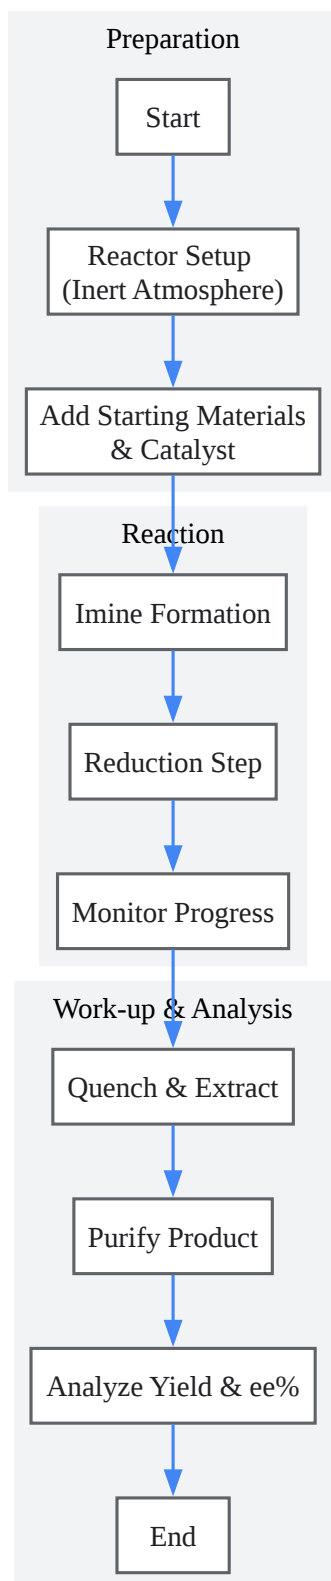 Preparation
Start
Reactor Setup
(Inert Atmosphere)
Add Starting Materials
& Catalyst
Reaction
Imine Formation
Reduction Step
Monitor Progress
Work-up & Analysis
Quench & Extract
Purify Product
Analyze Yield & ee%
End